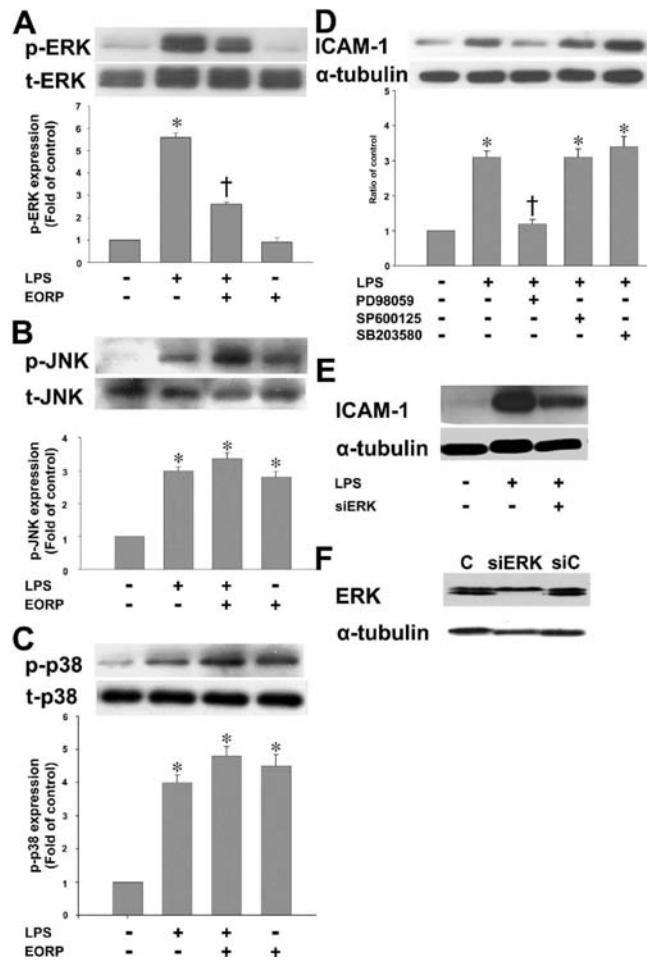 A
p-ERK
t-ERK
p-ERK expression
(Fold of control)
6
5
4
3
2
1
0
*
†
LPS - + + -
EORP - - + +
B
p-JNK
t-JNK
p-JNK expression
(Fold of control)
4
3
2
1
0
* * *
LPS - + + -
EORP - - + +
C
p-p38
t-p38
p-p38 expression
(Fold of control)
6
5
4
3
2
1
0
* * *
LPS - + + -
EORP - - + +
D
ICAM-1
α-tubulin
Ratio of control
5
4
3
2
1
0
* † * *
LPS - + + + +
PD98059 - - + - -
SP600125 - - - + -
SB203580 - - - - +
E
ICAM-1
α-tubulin
LPS - + +
siERK - - +
F
C siERK siC
ERK
α-tubulin